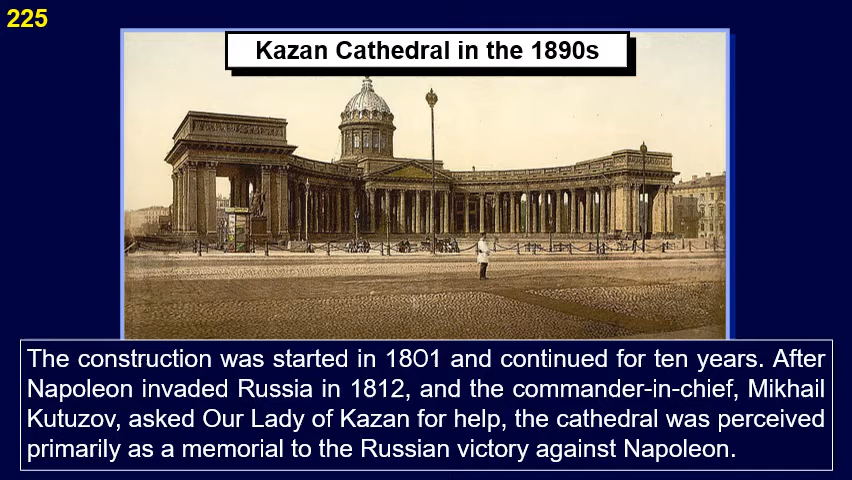 225
Kazan Cathedral in the 1890s
The construction was started in 18O1 and continued for ten years. After
Napoleon invaded Russia in 1812, and the commander-in-chief, Mikhail
Kutuzov, asked Our Lady of Kazan for help, the cathedral was perceived
primarily as a memorial to the Russian victory against Napoleon.